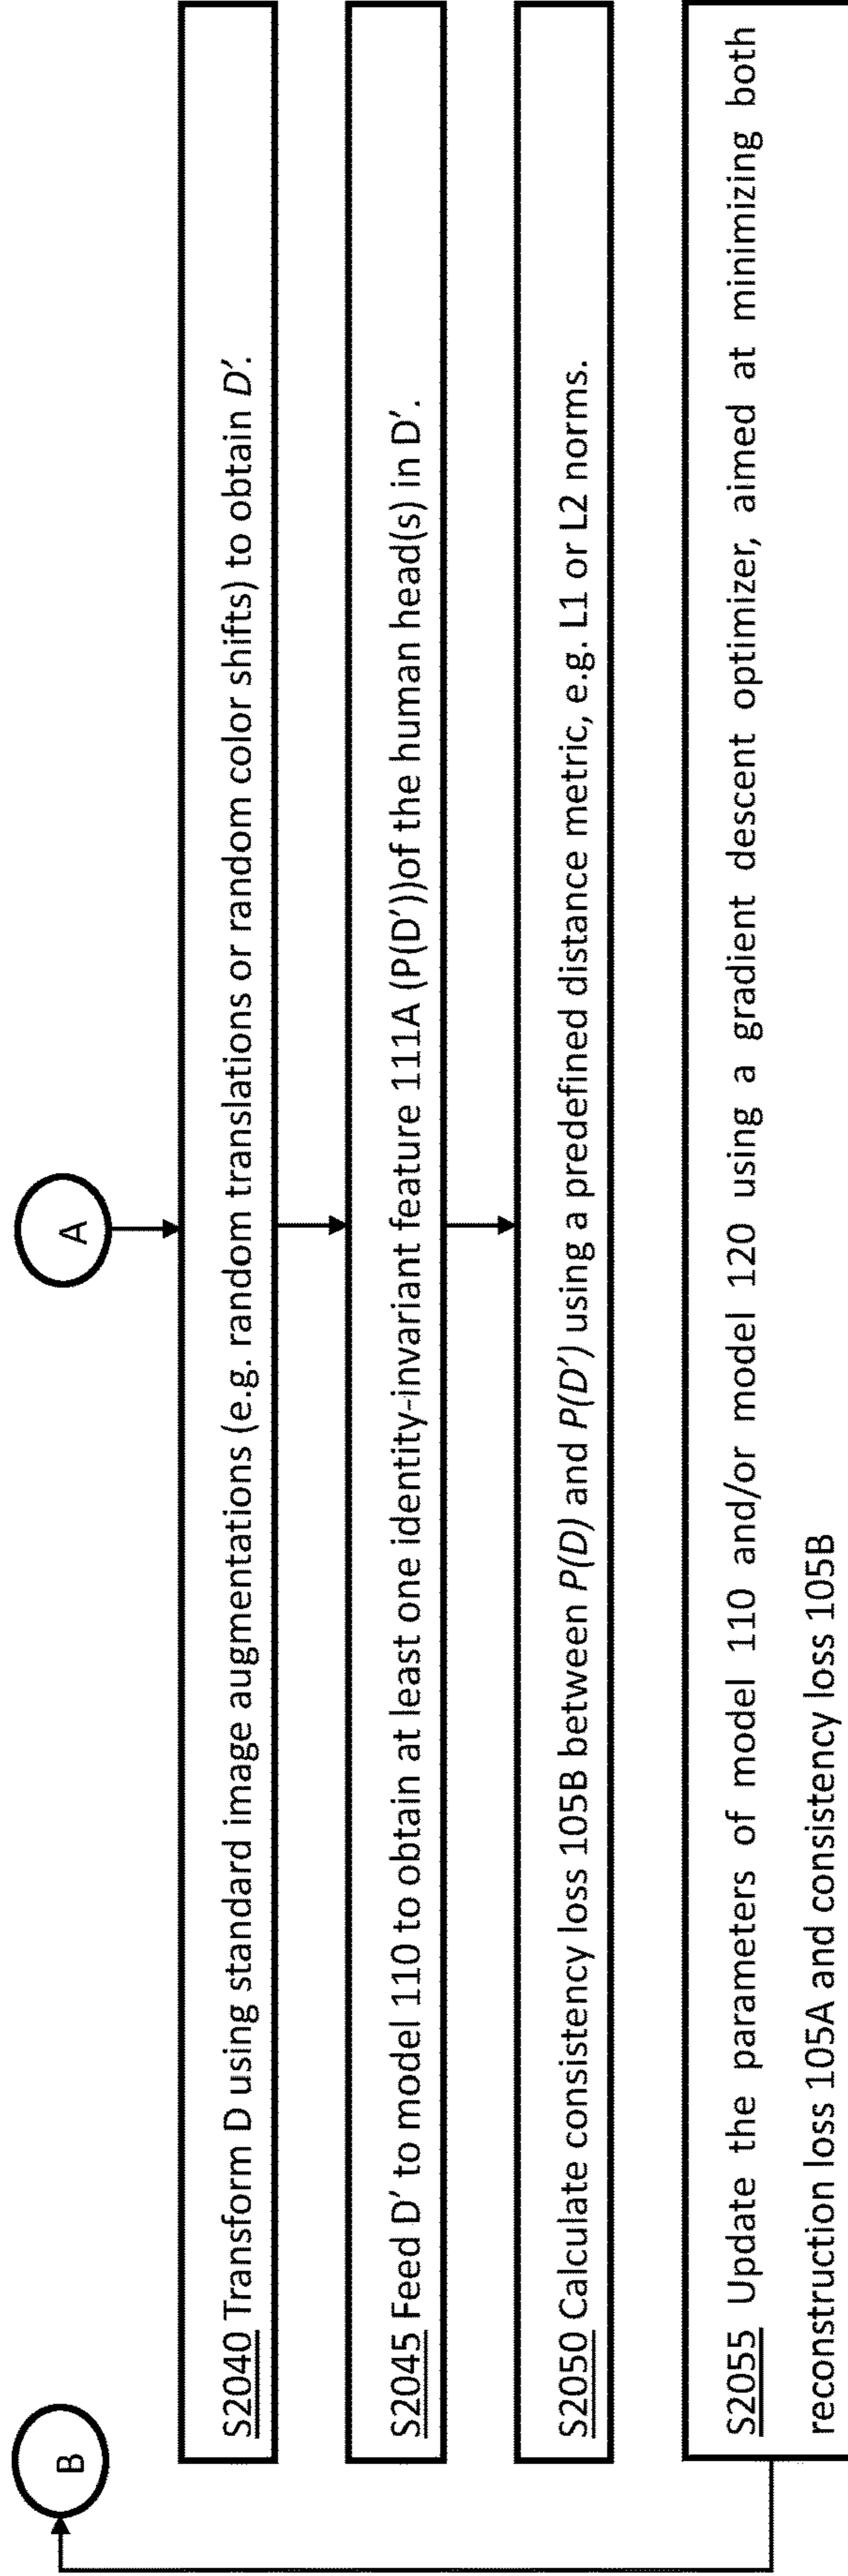 A
B
S2040 Transform D using standard image augmentations (e.g. random translations or random color shifts) to obtain D′.
S2045 Feed D′ to model 110 to obtain at least one identity-invariant feature 111A (P(D′))of the human head(s) in D′.
S2050 Calculate consistency loss 105B between P(D) and P(D′) using a predefined distance metric, e.g. L1 or L2 norms.
S2055 Update the parameters of model 110 and/or model 120 using a gradient descent optimizer, aimed at minimizing both
reconstruction loss 105A and consistency loss 105B